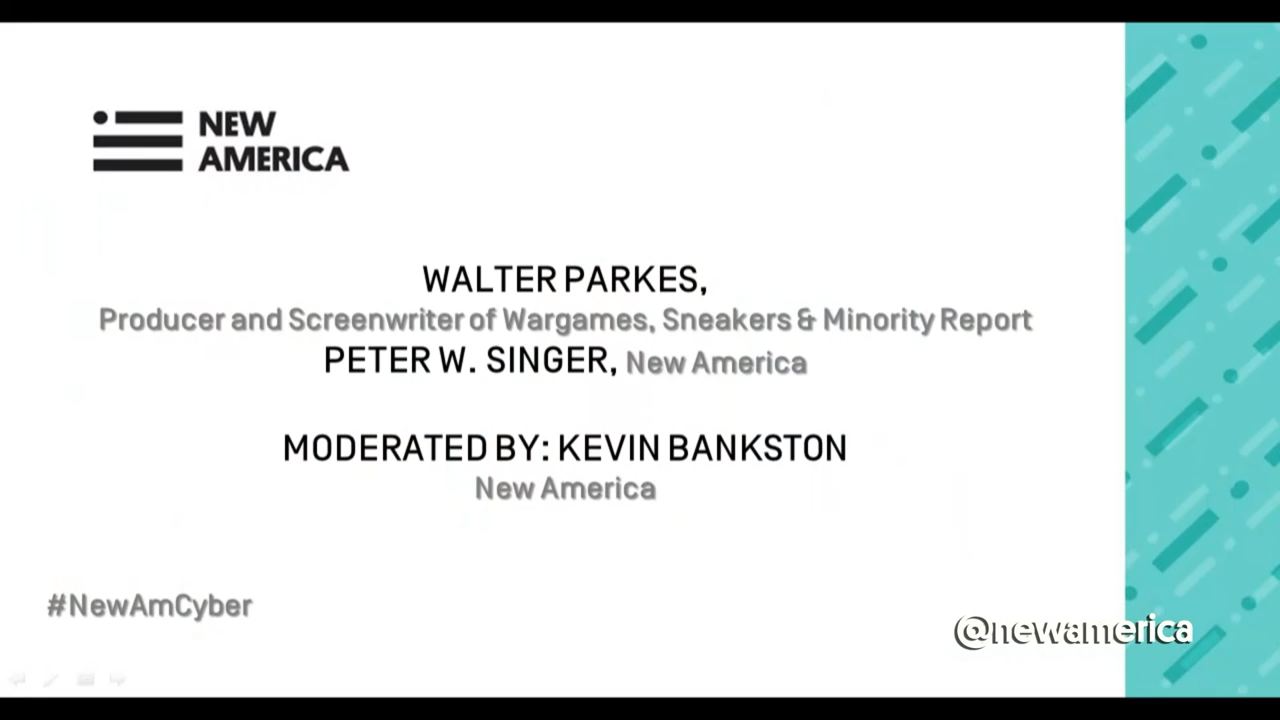 NEW
AMERICA
WALTER PARKES,
Producer and Screenwriter of Wargames, Sneakers & Minority Report
PETER W. SINGER, New America
MODERATED BY: KEVIN BANKSTON
New America
#NewAmCyber
@newamerica